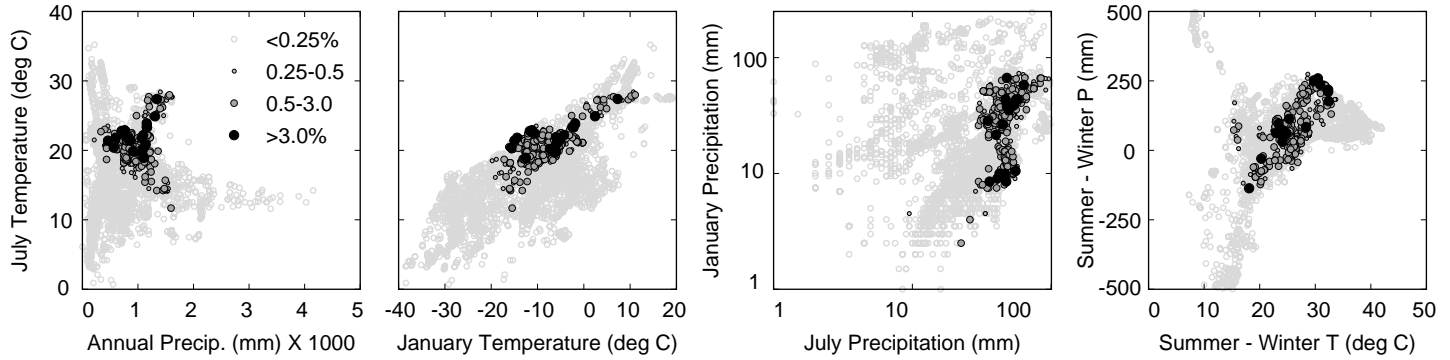 July Temperature (deg C)
40
30
20
10
0
<0.25%
0.25-0.5
0.5-3.0
>3.0%
0 1 2 3 4 5
Annual Precip. (mm) X 1000
-40 -30 -20 -10 0 10 20
January Temperature (deg C)
January Precipitation (mm)
100
10
1
1 10 100
July Precipitation (mm)
Summer - Winter P (mm)
500
250
0
-250
-500
0 10 20 30 40 50
Summer - Winter T (deg C)